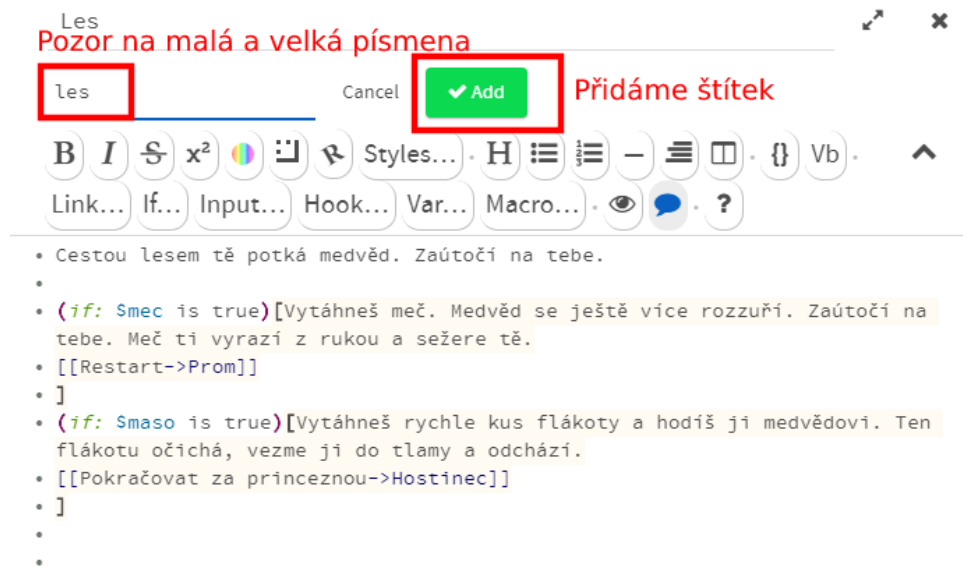 Les
Pozor na malá a velká písmena
les
Cancel
Add
Přidáme štítek
B I S x² R Styles... H {} Vb
Link... If... Input... Hook... Var... Macro... ?
Cestou lesem tě potká medvěd. Zaútočí na tebe.
(if: $mec is true)[Vytáhneš meč. Medvěd se ještě více rozzuří. Zaútočí na
tebe. Meč ti vyrazí z rukou a sežere tě.
[[Restart->Prom]]
]
(if: $maso is true)[Vytáhneš rychle kus flákoty a hodíš ji medvědovi. Ten
flákotu očichá, vezme ji do tlamy a odchází.
[[Pokračovat za princeznou->Hostinec]]
]